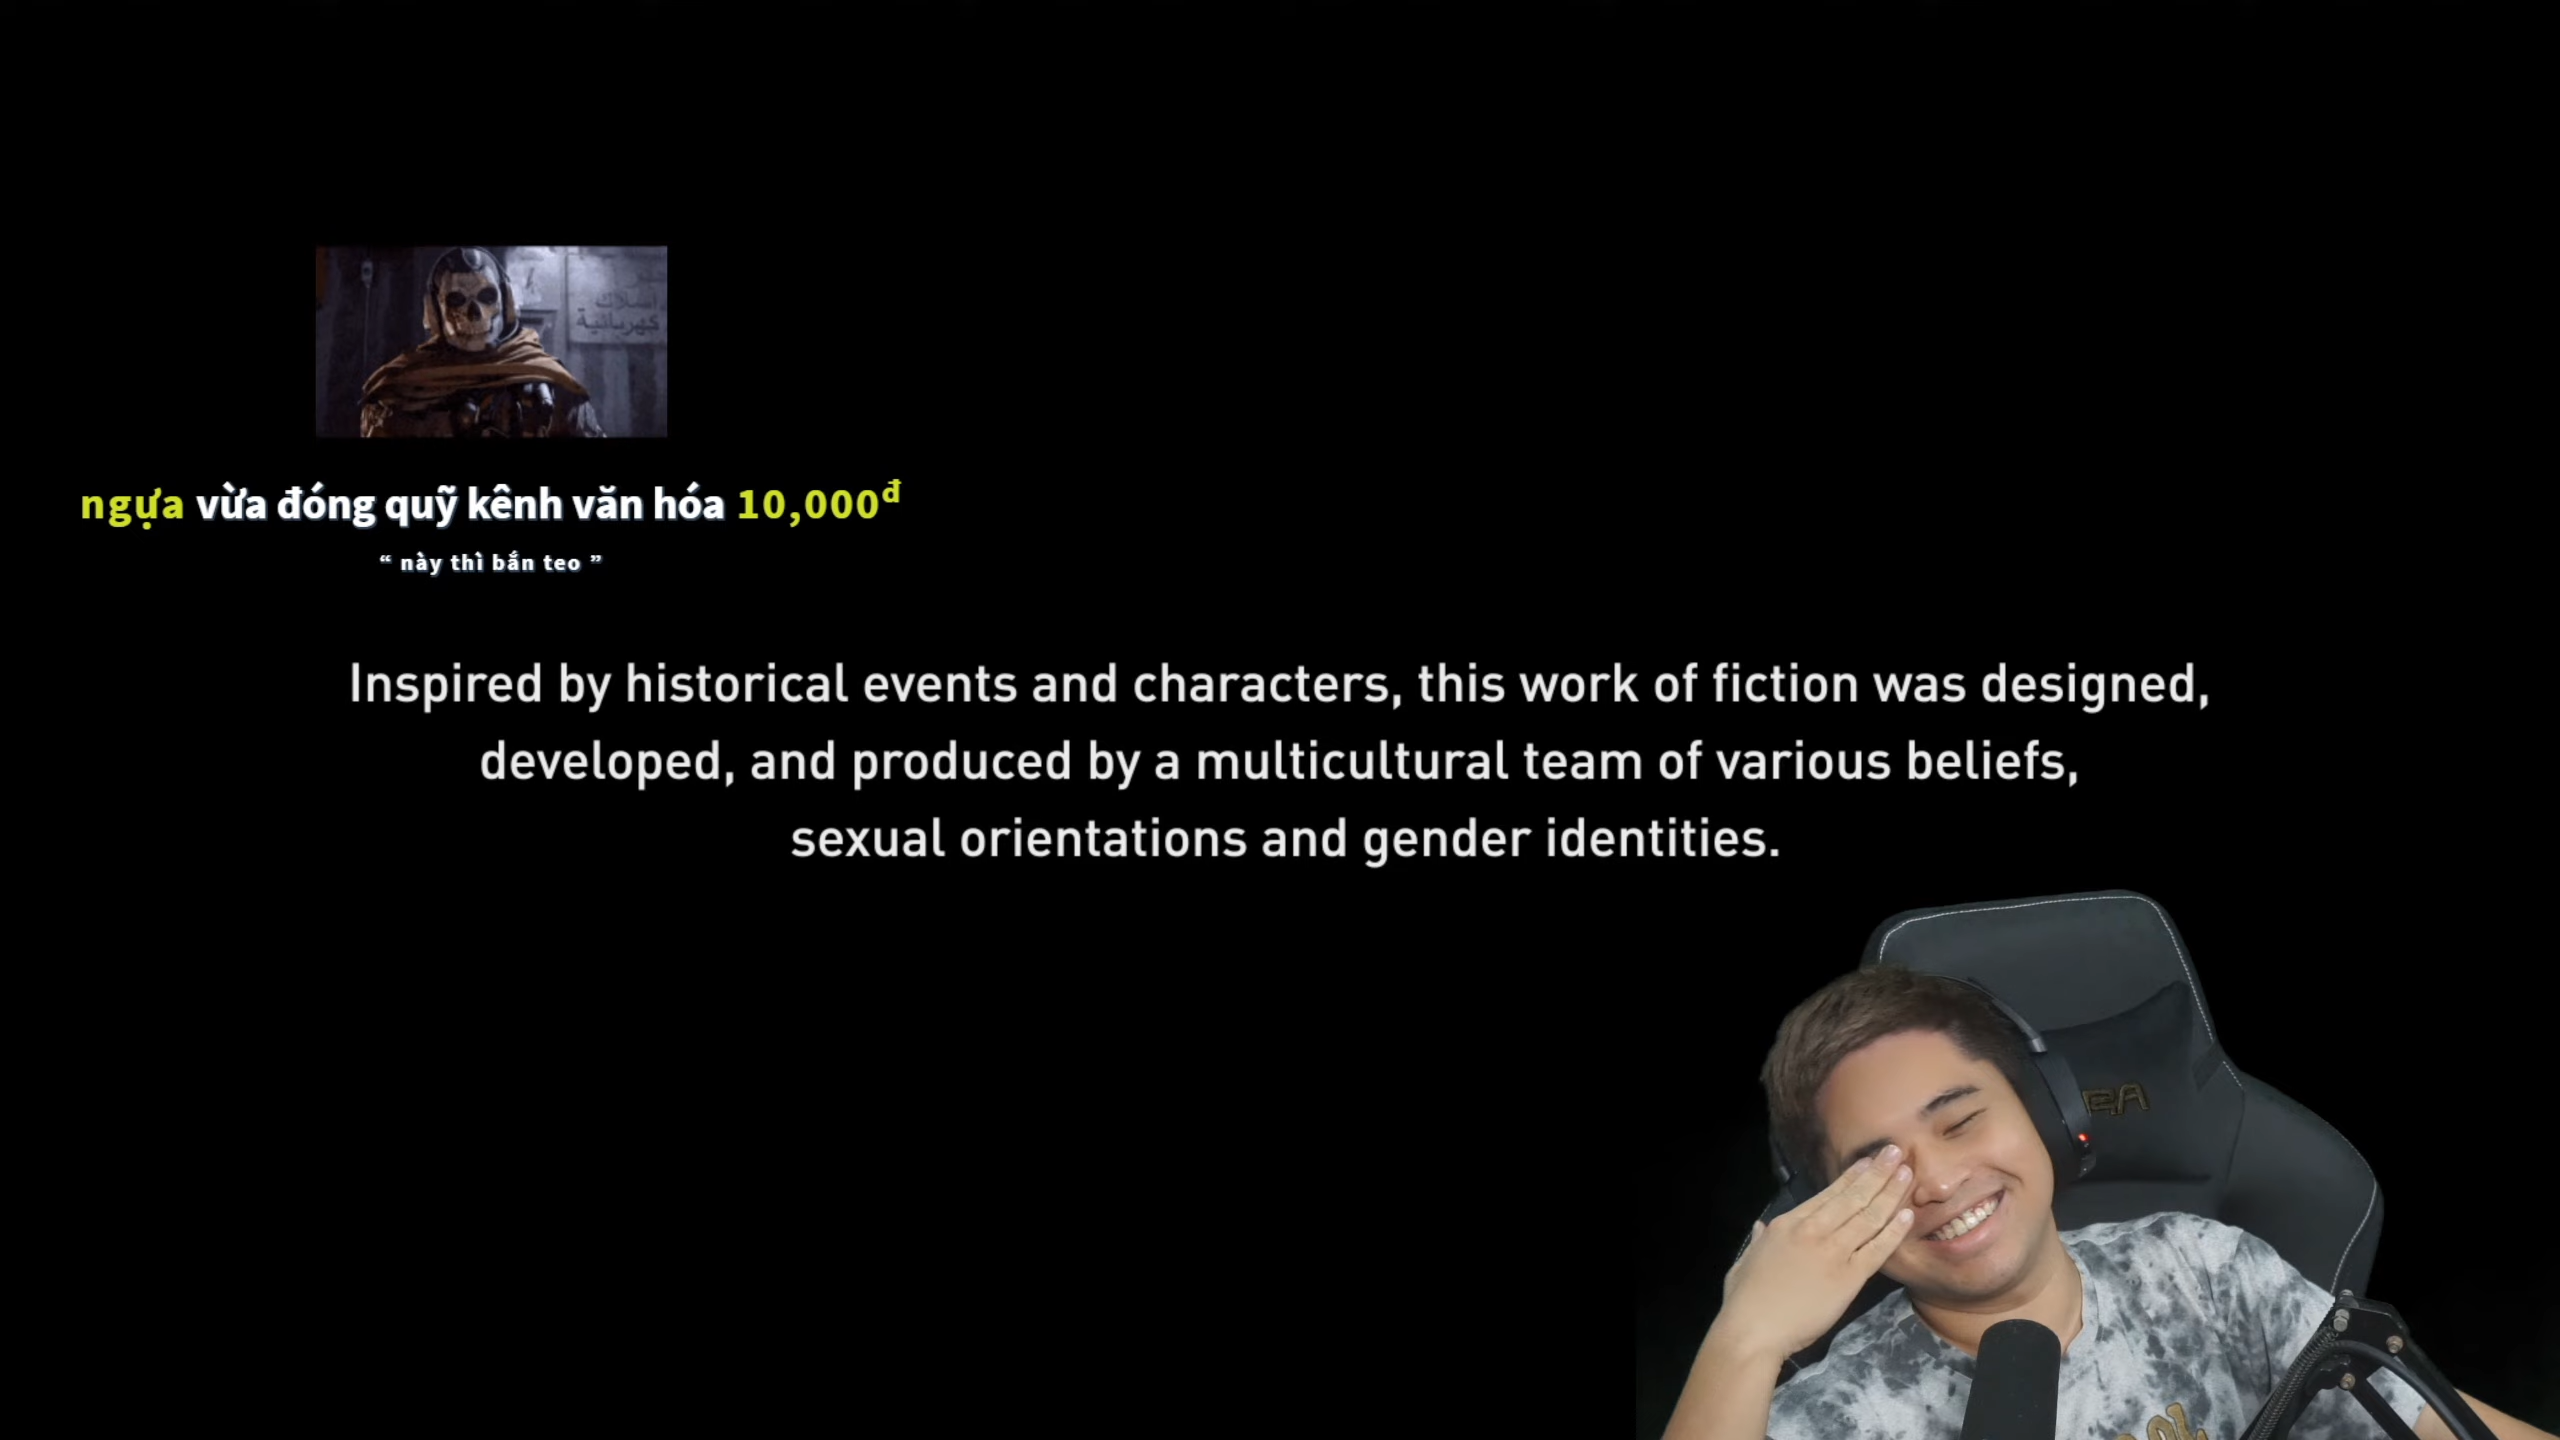 أسلاك
كهربائية
ngựa vừa đóng quỹ kênh văn hóa 10,000đ
“ này thì bắn teo ”
Inspired by historical events and characters, this work of fiction was designed,
developed, and produced by a multicultural team of various beliefs,
sexual orientations and gender identities.